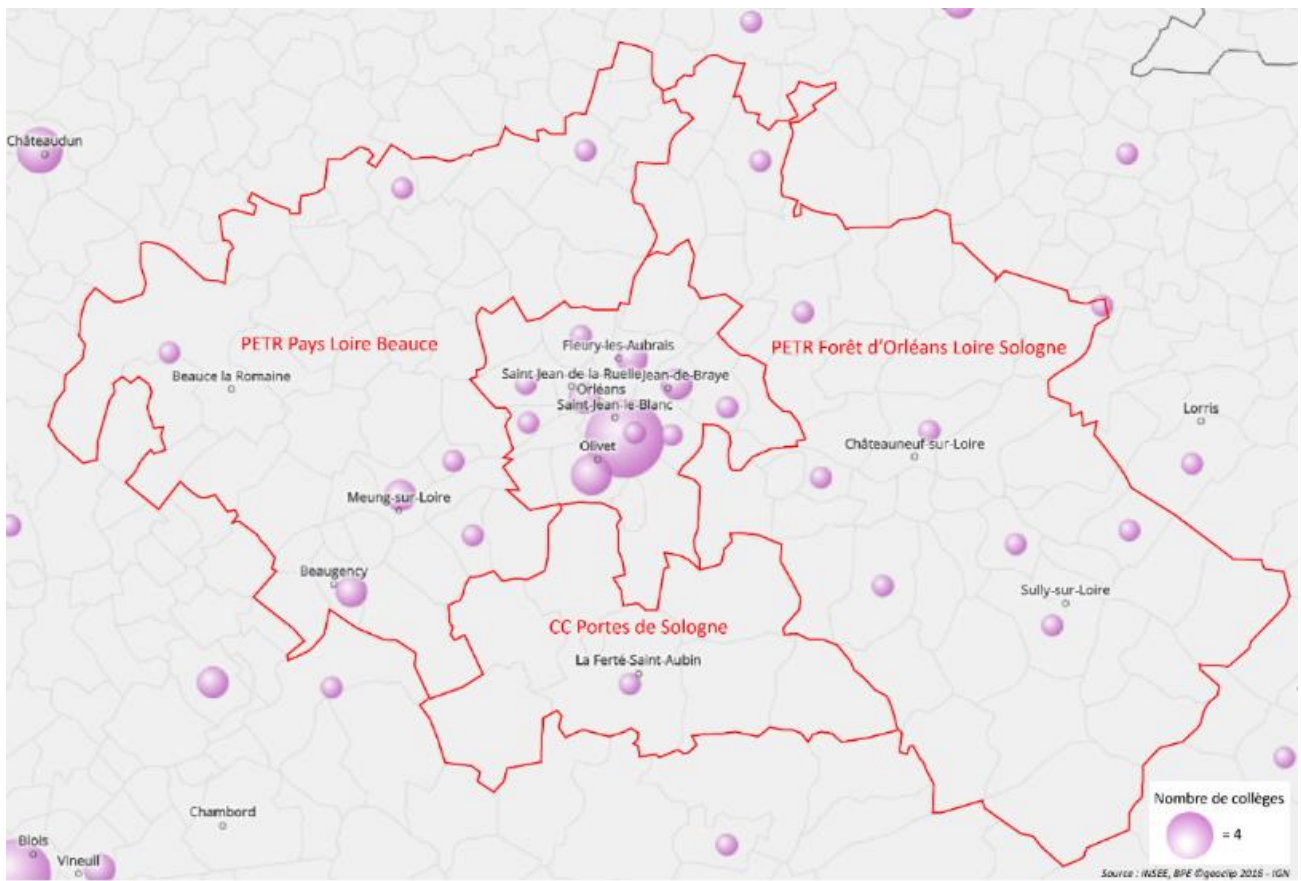 Châteaudun
PETR Pays Loire Beauce
Beauce la Romaine
Fleury-les-Aubrais
Saint-Jean-de-la-Ruelle
Jean-de-Braye
Orléans
Saint-Jean-le-Blanc
Olivet
PETR Forêt d'Orléans Loire Sologne
Lorris
Châteauneuf-sur-Loire
Meung-sur-Loire
Beaugency
Sully-sur-Loire
CC Portes de Sologne
La Ferté-Saint-Aubin
Chambord
Blois
Vineuil
Nombre de collèges
= 4
Source : INSEE, BPE ©geoclip 2016 - IGN